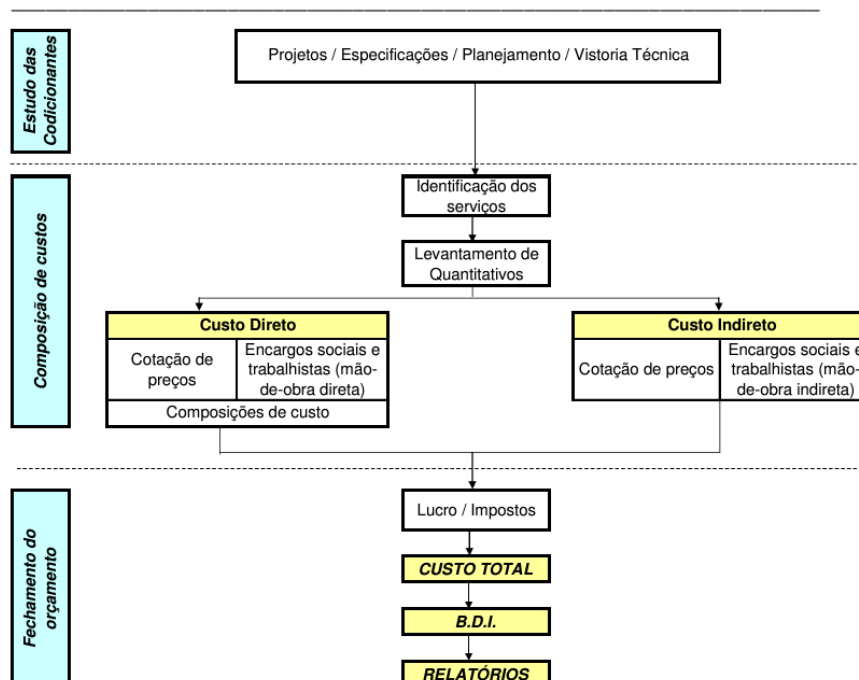 Estudo das
Codicionantes
Projetos / Especificações / Planejamento / Vistoria Técnica
Composição de custos
Identificação dos
serviços
Levantamento de
Quantitativos
Custo Direto
Cotação de
preços
Encargos sociais e
trabalhistas (mão-
de-obra direta)
Composições de custo
Custo Indireto
Cotação de preços
Encargos sociais e
trabalhistas (mão-
de-obra indireta)
Fechamento do
orçamento
Lucro / Impostos
CUSTO TOTAL
B.D.I.
RELATÓRIOS